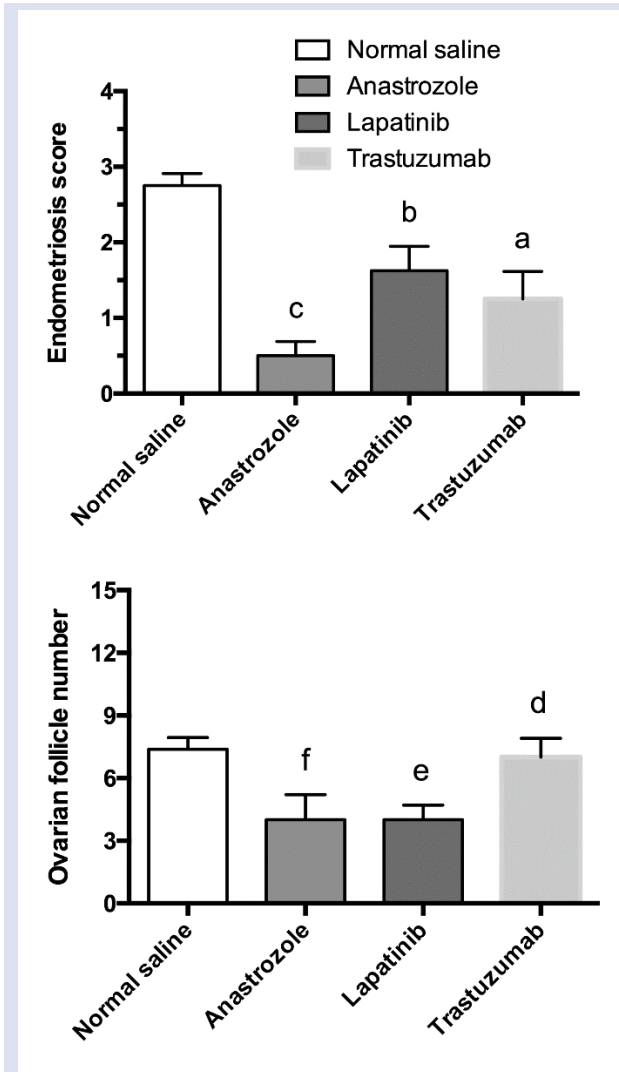 Normal saline
Anastrozole
Lapatinib
Trastuzumab
Endometriosis score
4
3
2
1
0
c
b
a
Normal saline
Anastrozole
Lapatinib
Trastuzumab
Ovarian follicle number
15
12
9
6
3
0
f
e
d
Normal saline
Anastrozole
Lapatinib
Trastuzumab